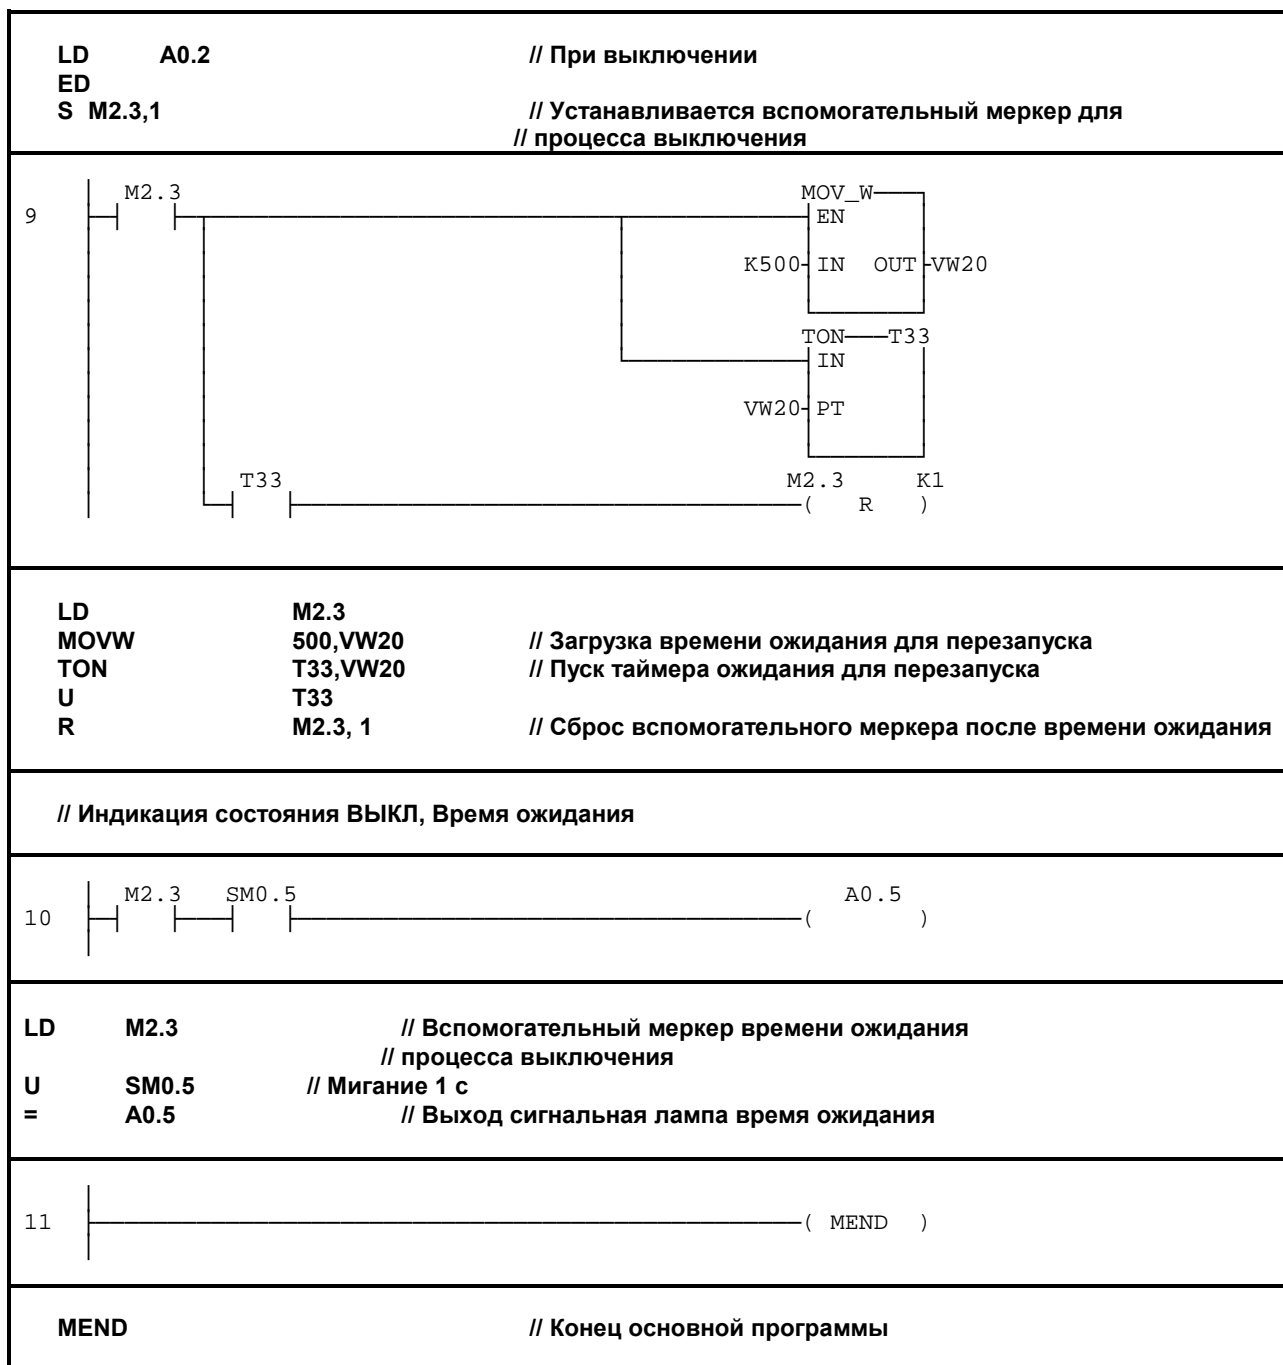 LD A0.2 // При выключении
ED
S M2.3,1 // Устанавливается вспомогательный меркер для
// процесса выключения
M2.3 MOV_W
9 EN
K500 IN OUT VW20
TON T33
IN
VW20 PT
T33 M2.3 K1
( R )
LD M2.3
MOVW 500,VW20 // Загрузка времени ожидания для перезапуска
TON T33,VW20 // Пуск таймера ожидания для перезапуска
U T33
R M2.3, 1 // Сброс вспомогательного меркера после времени ожидания
// Индикация состояния ВЫКЛ, Время ожидания
M2.3 SM0.5 A0.5
10 ( )
LD M2.3 // Вспомогательный меркер времени ожидания
// процесса выключения
U SM0.5 // Мигание 1 с
= A0.5 // Выход сигнальная лампа время ожидания
11 ( MEND )
MEND // Конец основной программы